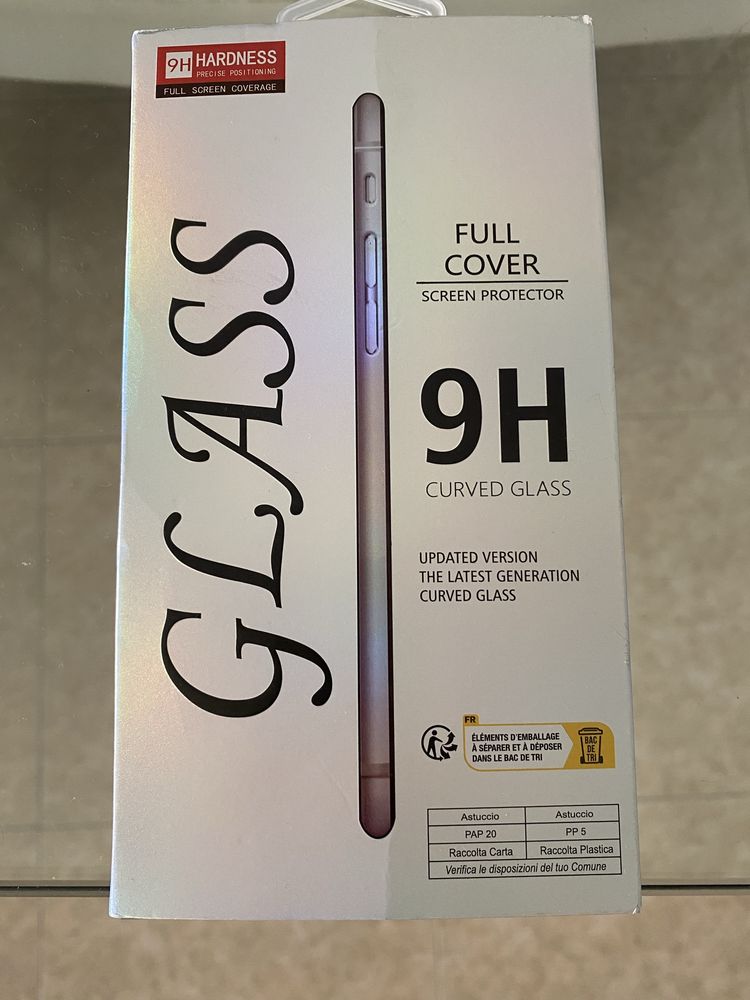 9H HARDNESS
PRECISE POSITIONING
FULL SCREEN COVERAGE
GLASS
FULL
COVER
SCREEN PROTECTOR
9H
CURVED GLASS
UPDATED VERSION
THE LATEST GENERATION
CURVED GLASS
FR
ÉLÉMENTS D'EMBALLAGE
À SÉPARER ET À DÉPOSER
DANS LE BAC DE TRI
BAC
DE
TRI
Astuccio Astuccio
PAP 20 PP 5
Raccolta Carta Raccolta Plastica
Verifica le disposizioni del tuo Comune